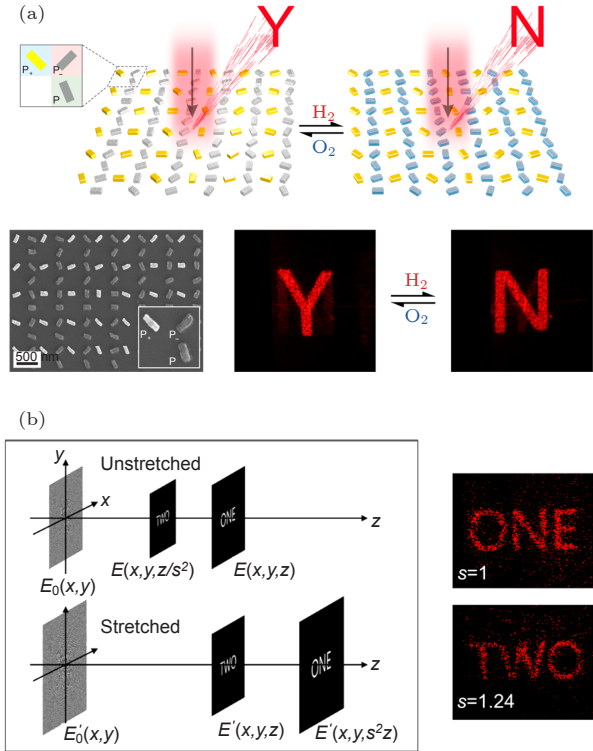 (a)
Y
N
P+
P−
P
H₂
O₂
P+
P−
P
500 nm
Y
H₂
O₂
N
(b)
y
Unstretched
x
TWO
ONE
z
E₀(x,y)
E(x,y,z/s²)
E(x,y,z)
Stretched
TWO
ONE
z
E₀'(x,y)
E'(x,y,z)
E'(x,y,s²z)
ONE
s=1
TWO
s=1.24